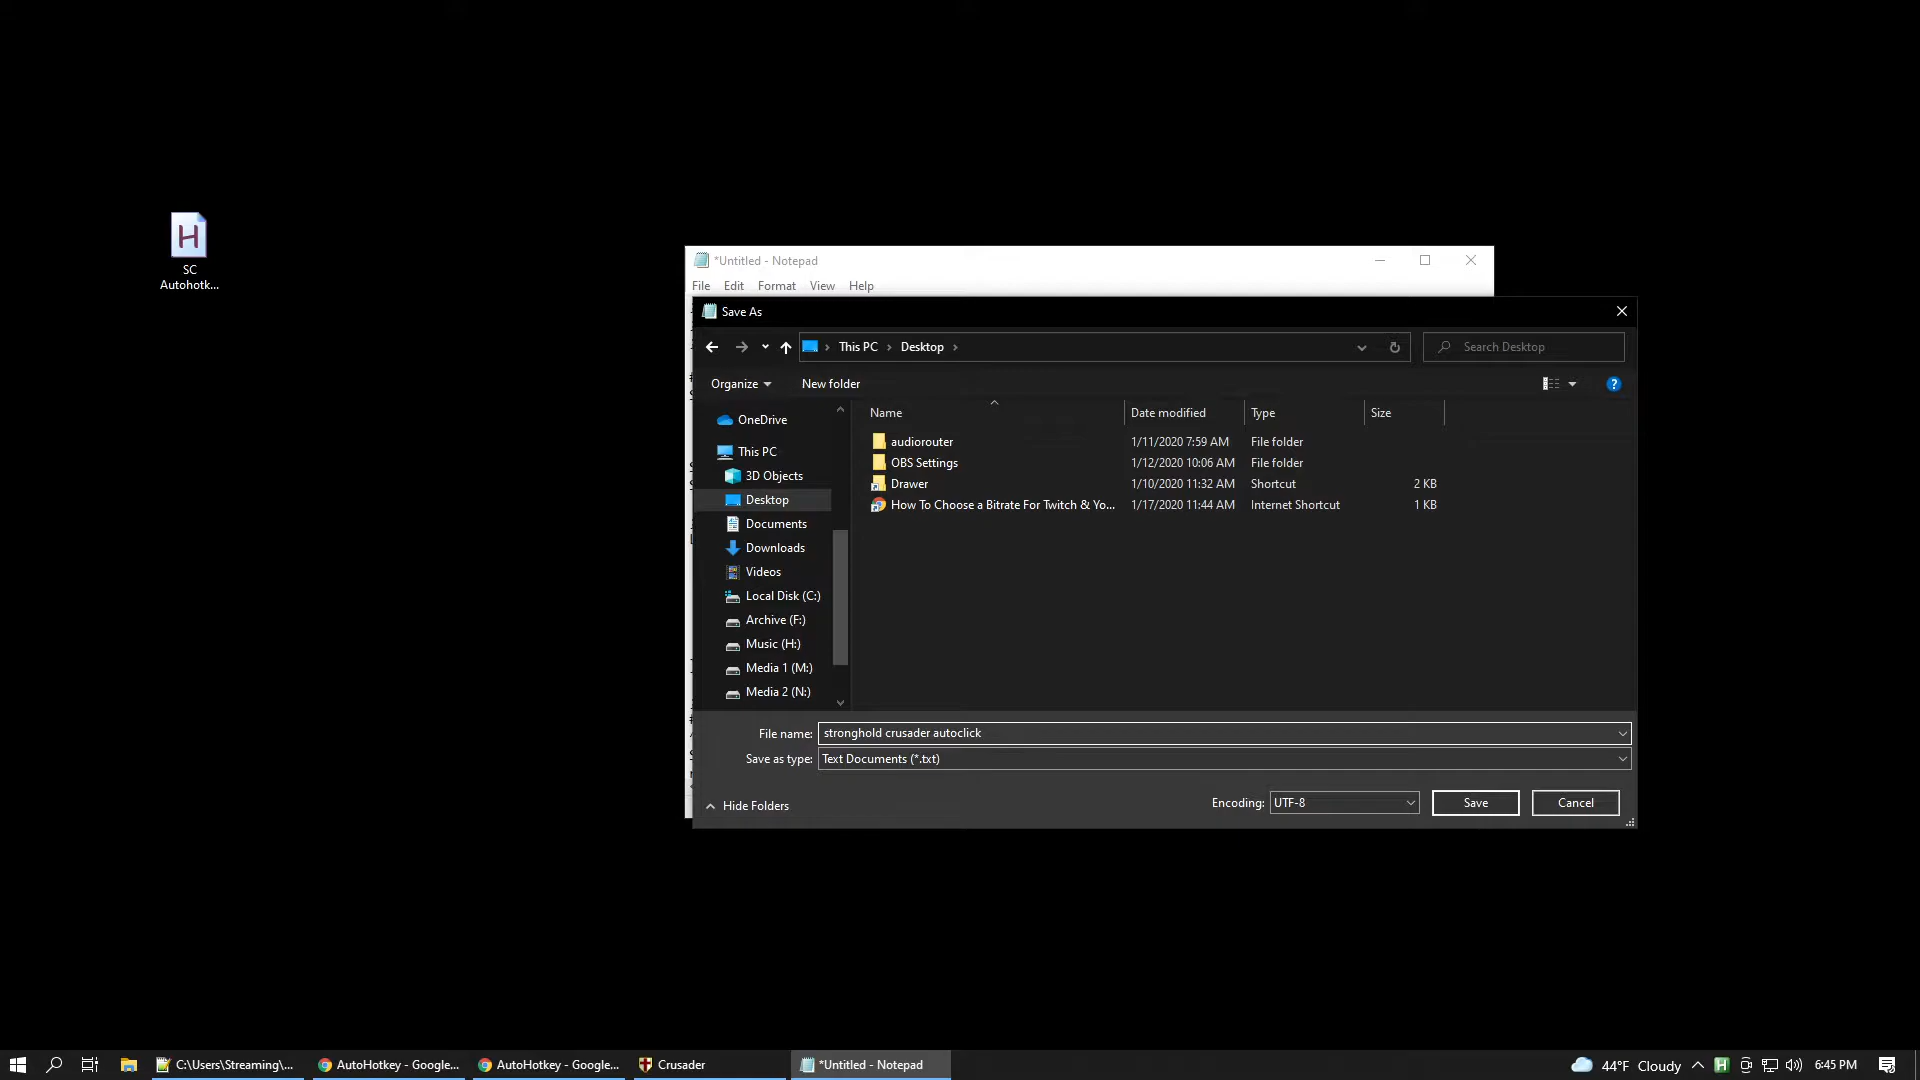 SC
Autohotk...
*Untitled - Notepad
File Edit Format View Help
Save As
This PC Desktop
Search Desktop
Organize New folder
Name Date modified Type Size
OneDrive
This PC
3D Objects
Desktop
Documents
Downloads
Videos
Local Disk (C:)
Archive (F:)
Music (H:)
Media 1 (M:)
Media 2 (N:)
audiorouter 1/11/2020 7:59 AM File folder
OBS Settings 1/12/2020 10:06 AM File folder
Drawer 1/10/2020 11:32 AM Shortcut 2 KB
How To Choose a Bitrate For Twitch & Yo... 1/17/2020 11:44 AM Internet Shortcut 1 KB
File name: stronghold crusader autoclick
Save as type: Text Documents (*.txt)
Hide Folders Encoding: UTF-8 Save Cancel
C:\Users\Streaming\... AutoHotkey - Google... AutoHotkey - Google... Crusader *Untitled - Notepad 44°F Cloudy 6:45 PM